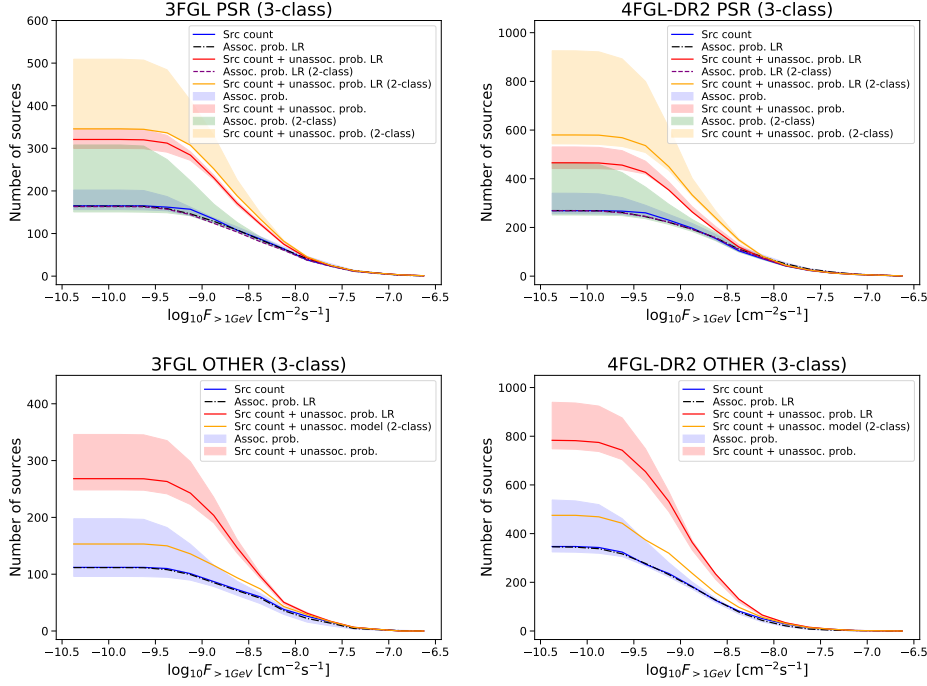 3FGL PSR (3-class)
600
500
400
300
200
100
0
Number of sources
Src count
Assoc. prob. LR
Src count + unassoc. prob. LR
Assoc. prob. LR (2-class)
Src count + unassoc. prob. LR (2-class)
Assoc. prob.
Src count + unassoc. prob.
Assoc. prob. (2-class)
Src count + unassoc. prob. (2-class)
−10.5 −10.0 −9.5 −9.0 −8.5 −8.0 −7.5 −7.0 −6.5
log₁₀F>1GeV [cm⁻²s⁻¹]
4FGL-DR2 PSR (3-class)
1000
800
600
400
200
0
Number of sources
Src count
Assoc. prob. LR
Src count + unassoc. prob. LR
Assoc. prob. LR (2-class)
Src count + unassoc. prob. LR (2-class)
Assoc. prob.
Src count + unassoc. prob.
Assoc. prob. (2-class)
Src count + unassoc. prob. (2-class)
−10.5 −10.0 −9.5 −9.0 −8.5 −8.0 −7.5 −7.0 −6.5
log₁₀F>1GeV [cm⁻²s⁻¹]
3FGL OTHER (3-class)
400
300
200
100
0
Number of sources
Src count
Assoc. prob. LR
Src count + unassoc. prob. LR
Src count + unassoc. model (2-class)
Assoc. prob.
Src count + unassoc. prob.
−10.5 −10.0 −9.5 −9.0 −8.5 −8.0 −7.5 −7.0 −6.5
log₁₀F>1GeV [cm⁻²s⁻¹]
4FGL-DR2 OTHER (3-class)
1000
800
600
400
200
0
Number of sources
Src count
Assoc. prob. LR
Src count + unassoc. prob. LR
Src count + unassoc. model (2-class)
Assoc. prob.
Src count + unassoc. prob.
−10.5 −10.0 −9.5 −9.0 −8.5 −8.0 −7.5 −7.0 −6.5
log₁₀F>1GeV [cm⁻²s⁻¹]